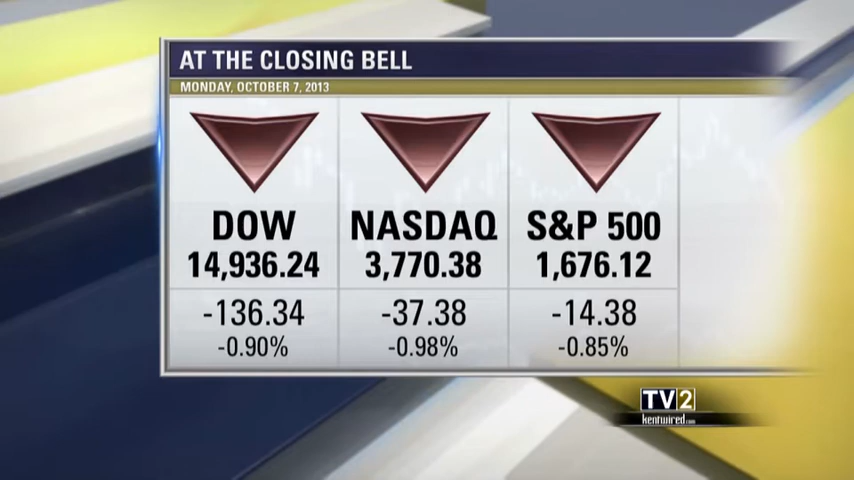 AT THE CLOSING BELL
MONDAY, OCTOBER 7, 2013
DOW
14,936.24
-136.34
-0.90%
NASDAQ
3,770.38
-37.38
-0.98%
S&P 500
1,676.12
-14.38
-0.85%
TV2
kentwired.com